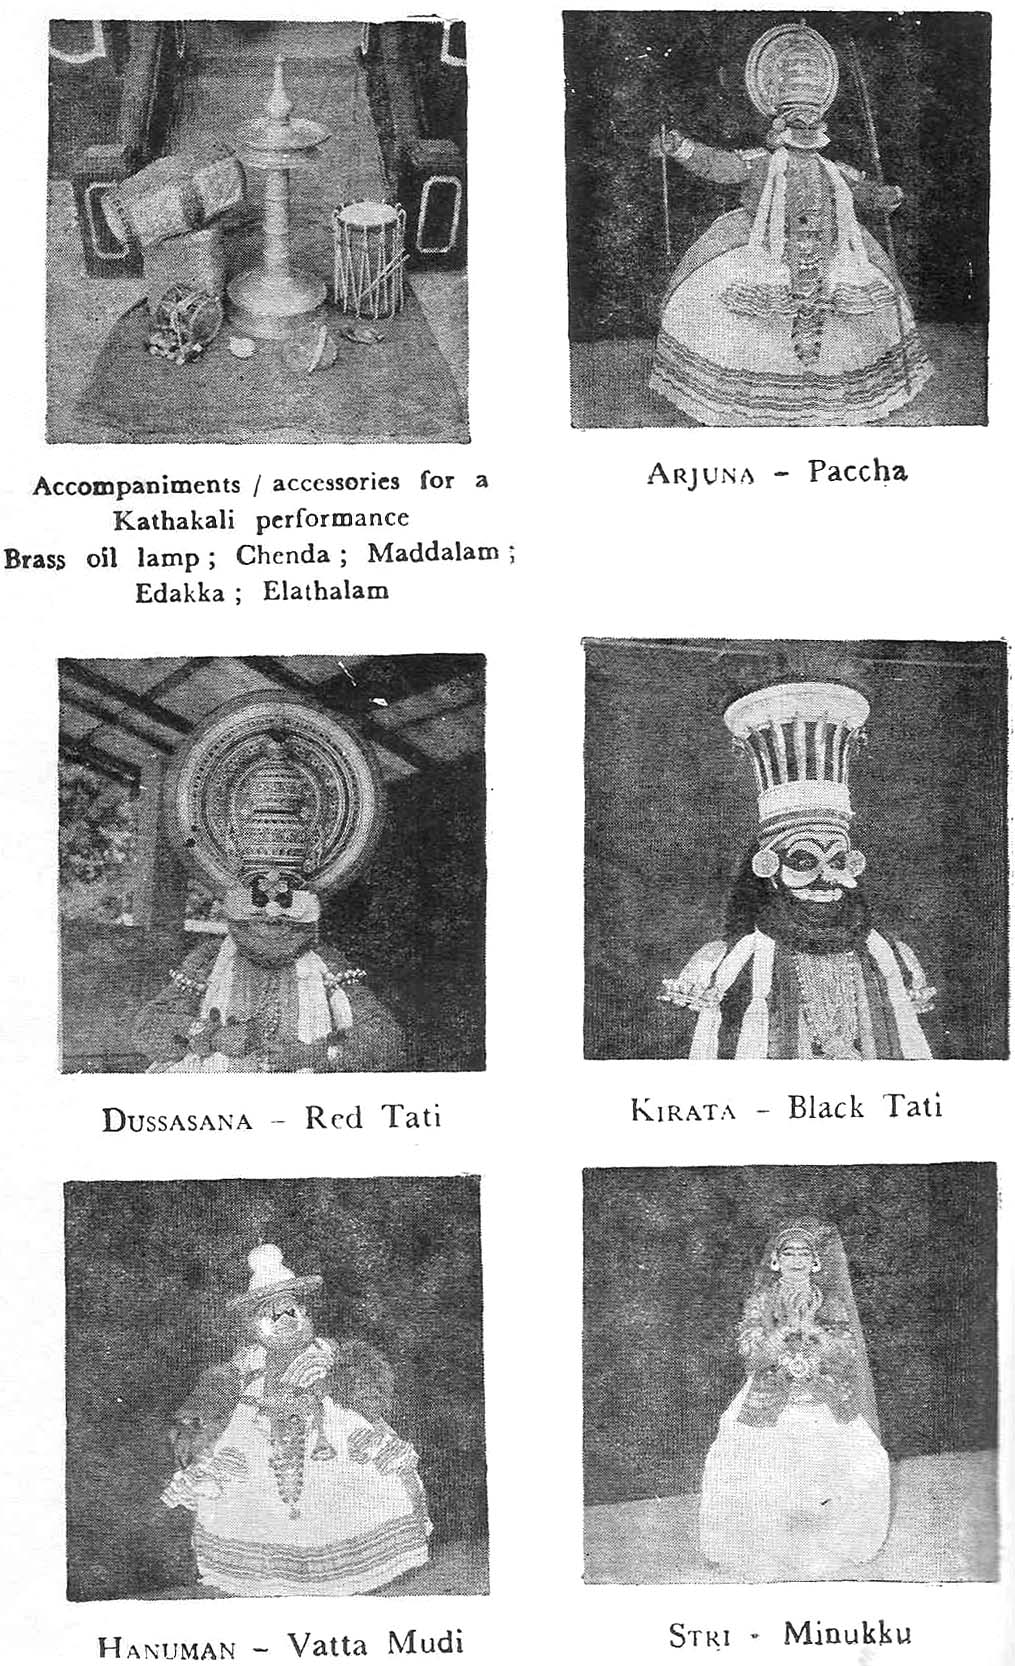 Accompaniments / accessories for a
Kathakali performance
Brass oil lamp ; Chenda ; Maddalam ;
Edakka ; Elathalam
ARJUNA - Paccha
DUSSASANA - Red Tati
KIRATA - Black Tati
HANUMAN - Vatta Mudi
STRI - Minukku